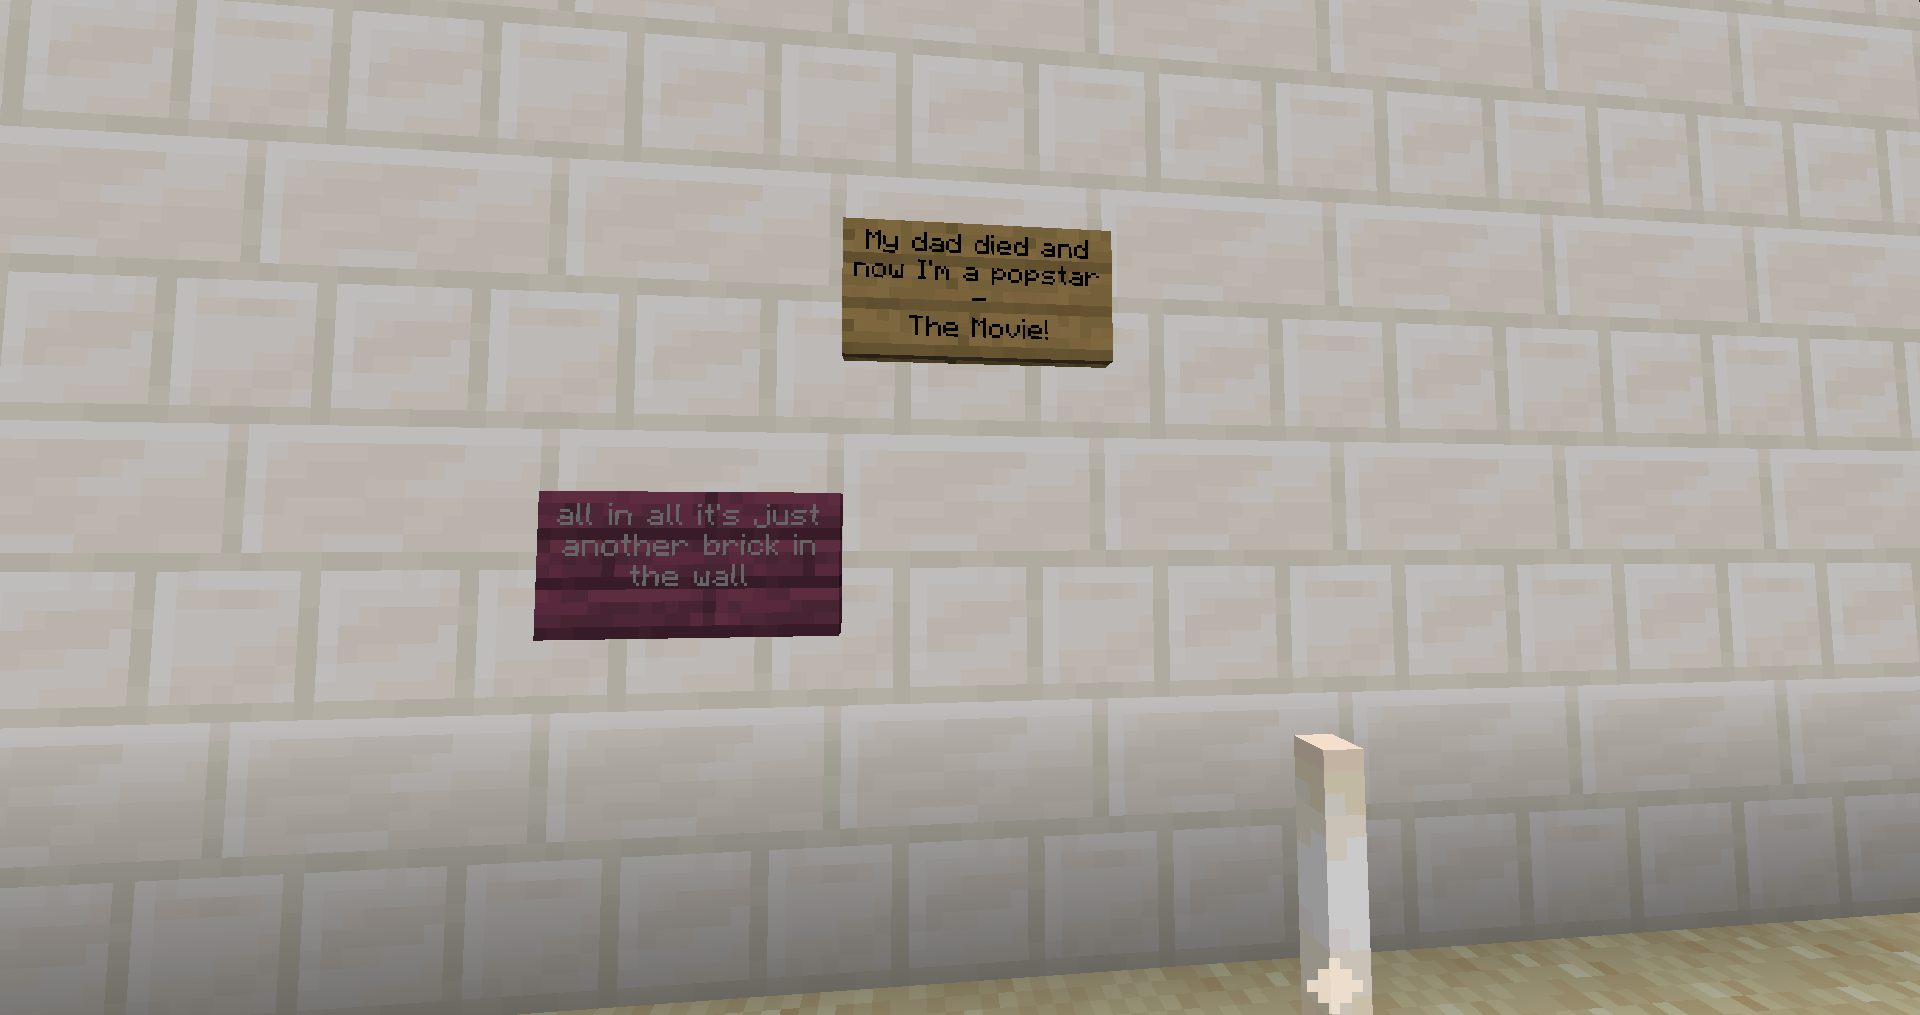 My dad died and
now I'm a popstar
-
The Movie!
all in all it's just
another brick in
the wall